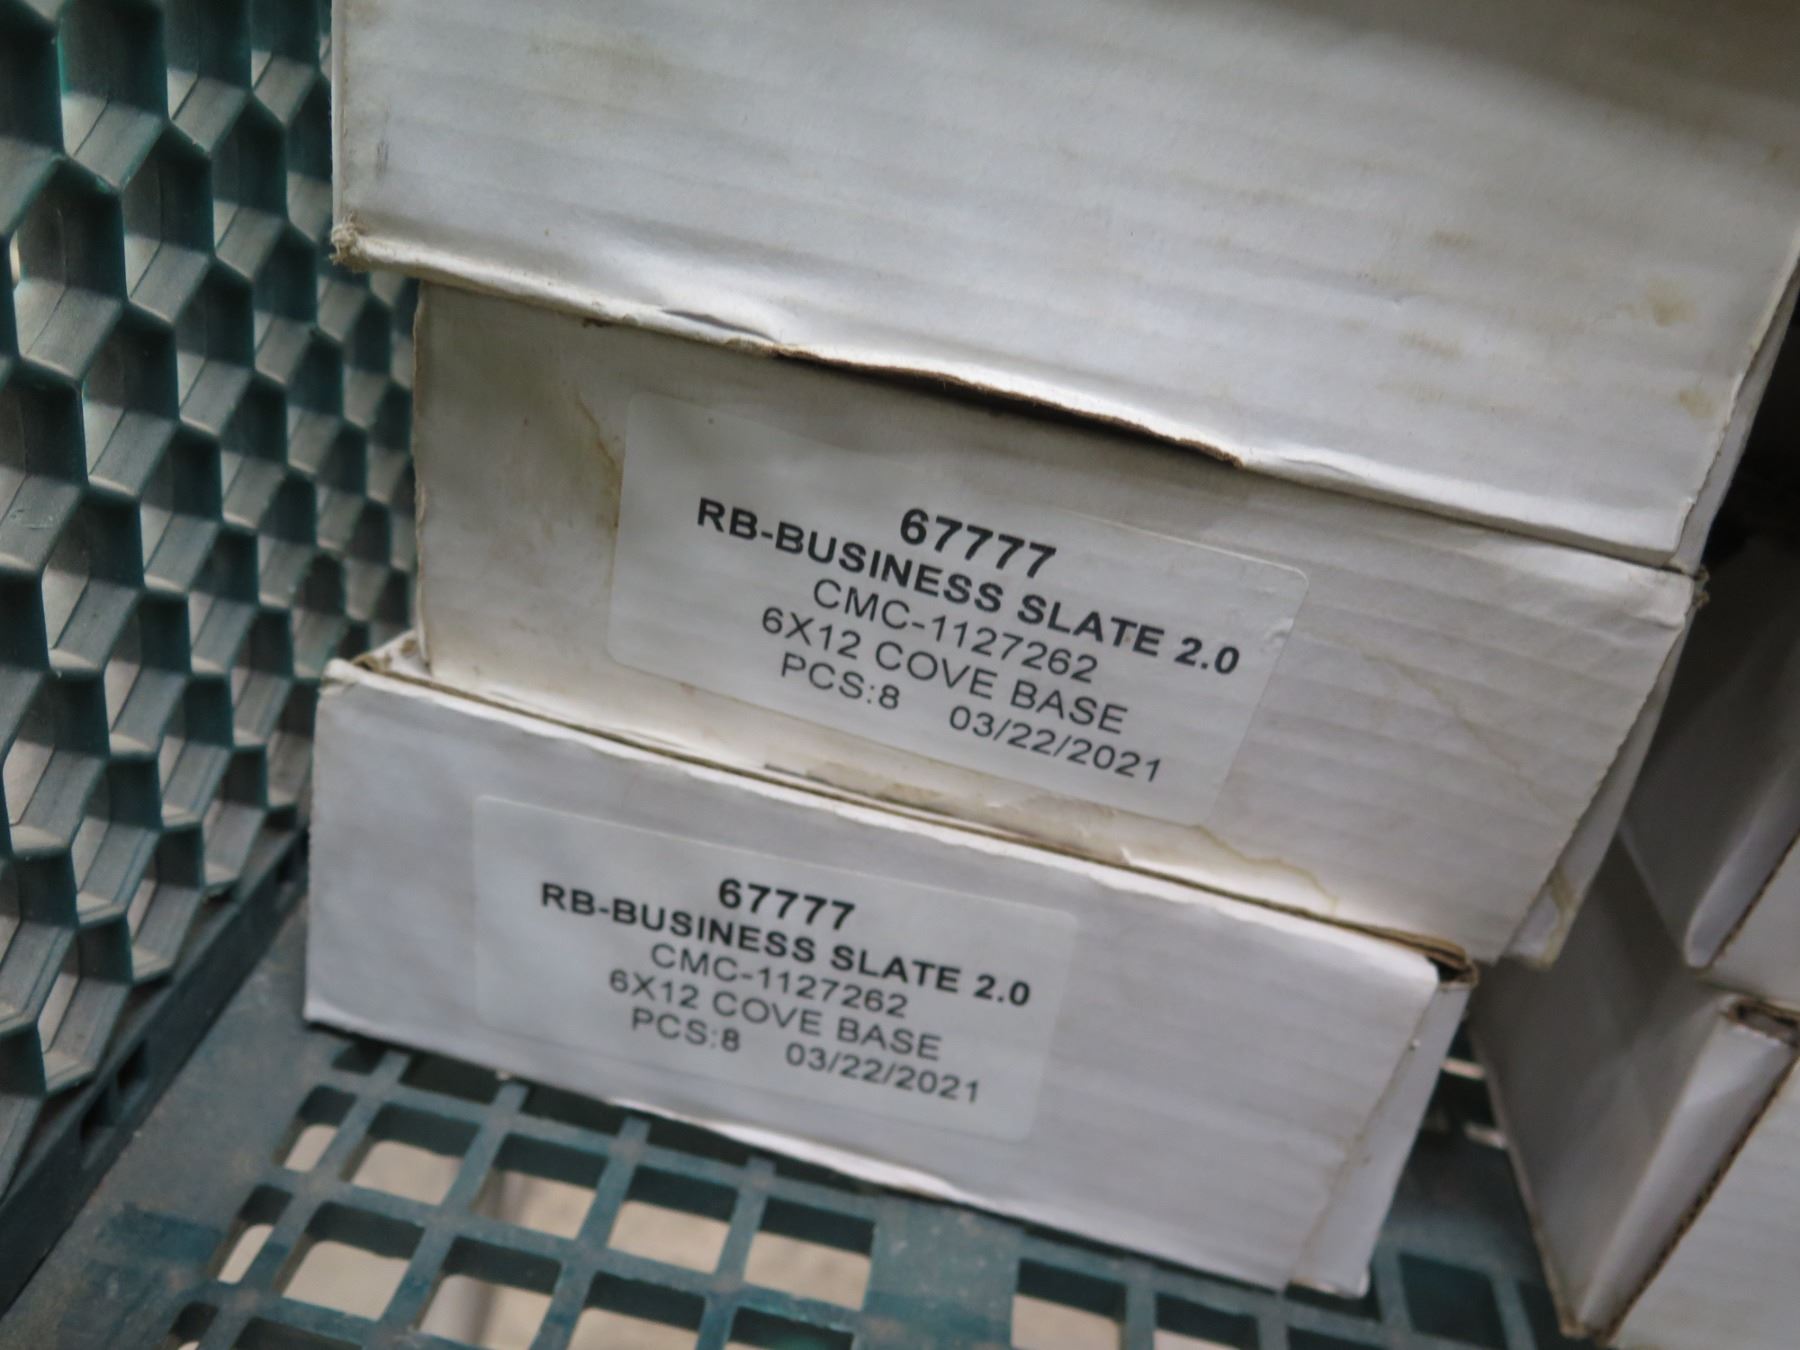 67777
RB-BUSINESS SLATE 2.0
CMC-1127262
6X12 COVE BASE
PCS:8 03/22/2021
67777
RB-BUSINESS SLATE 2.0
CMC-1127262
6X12 COVE BASE
PCS:8 03/22/2021